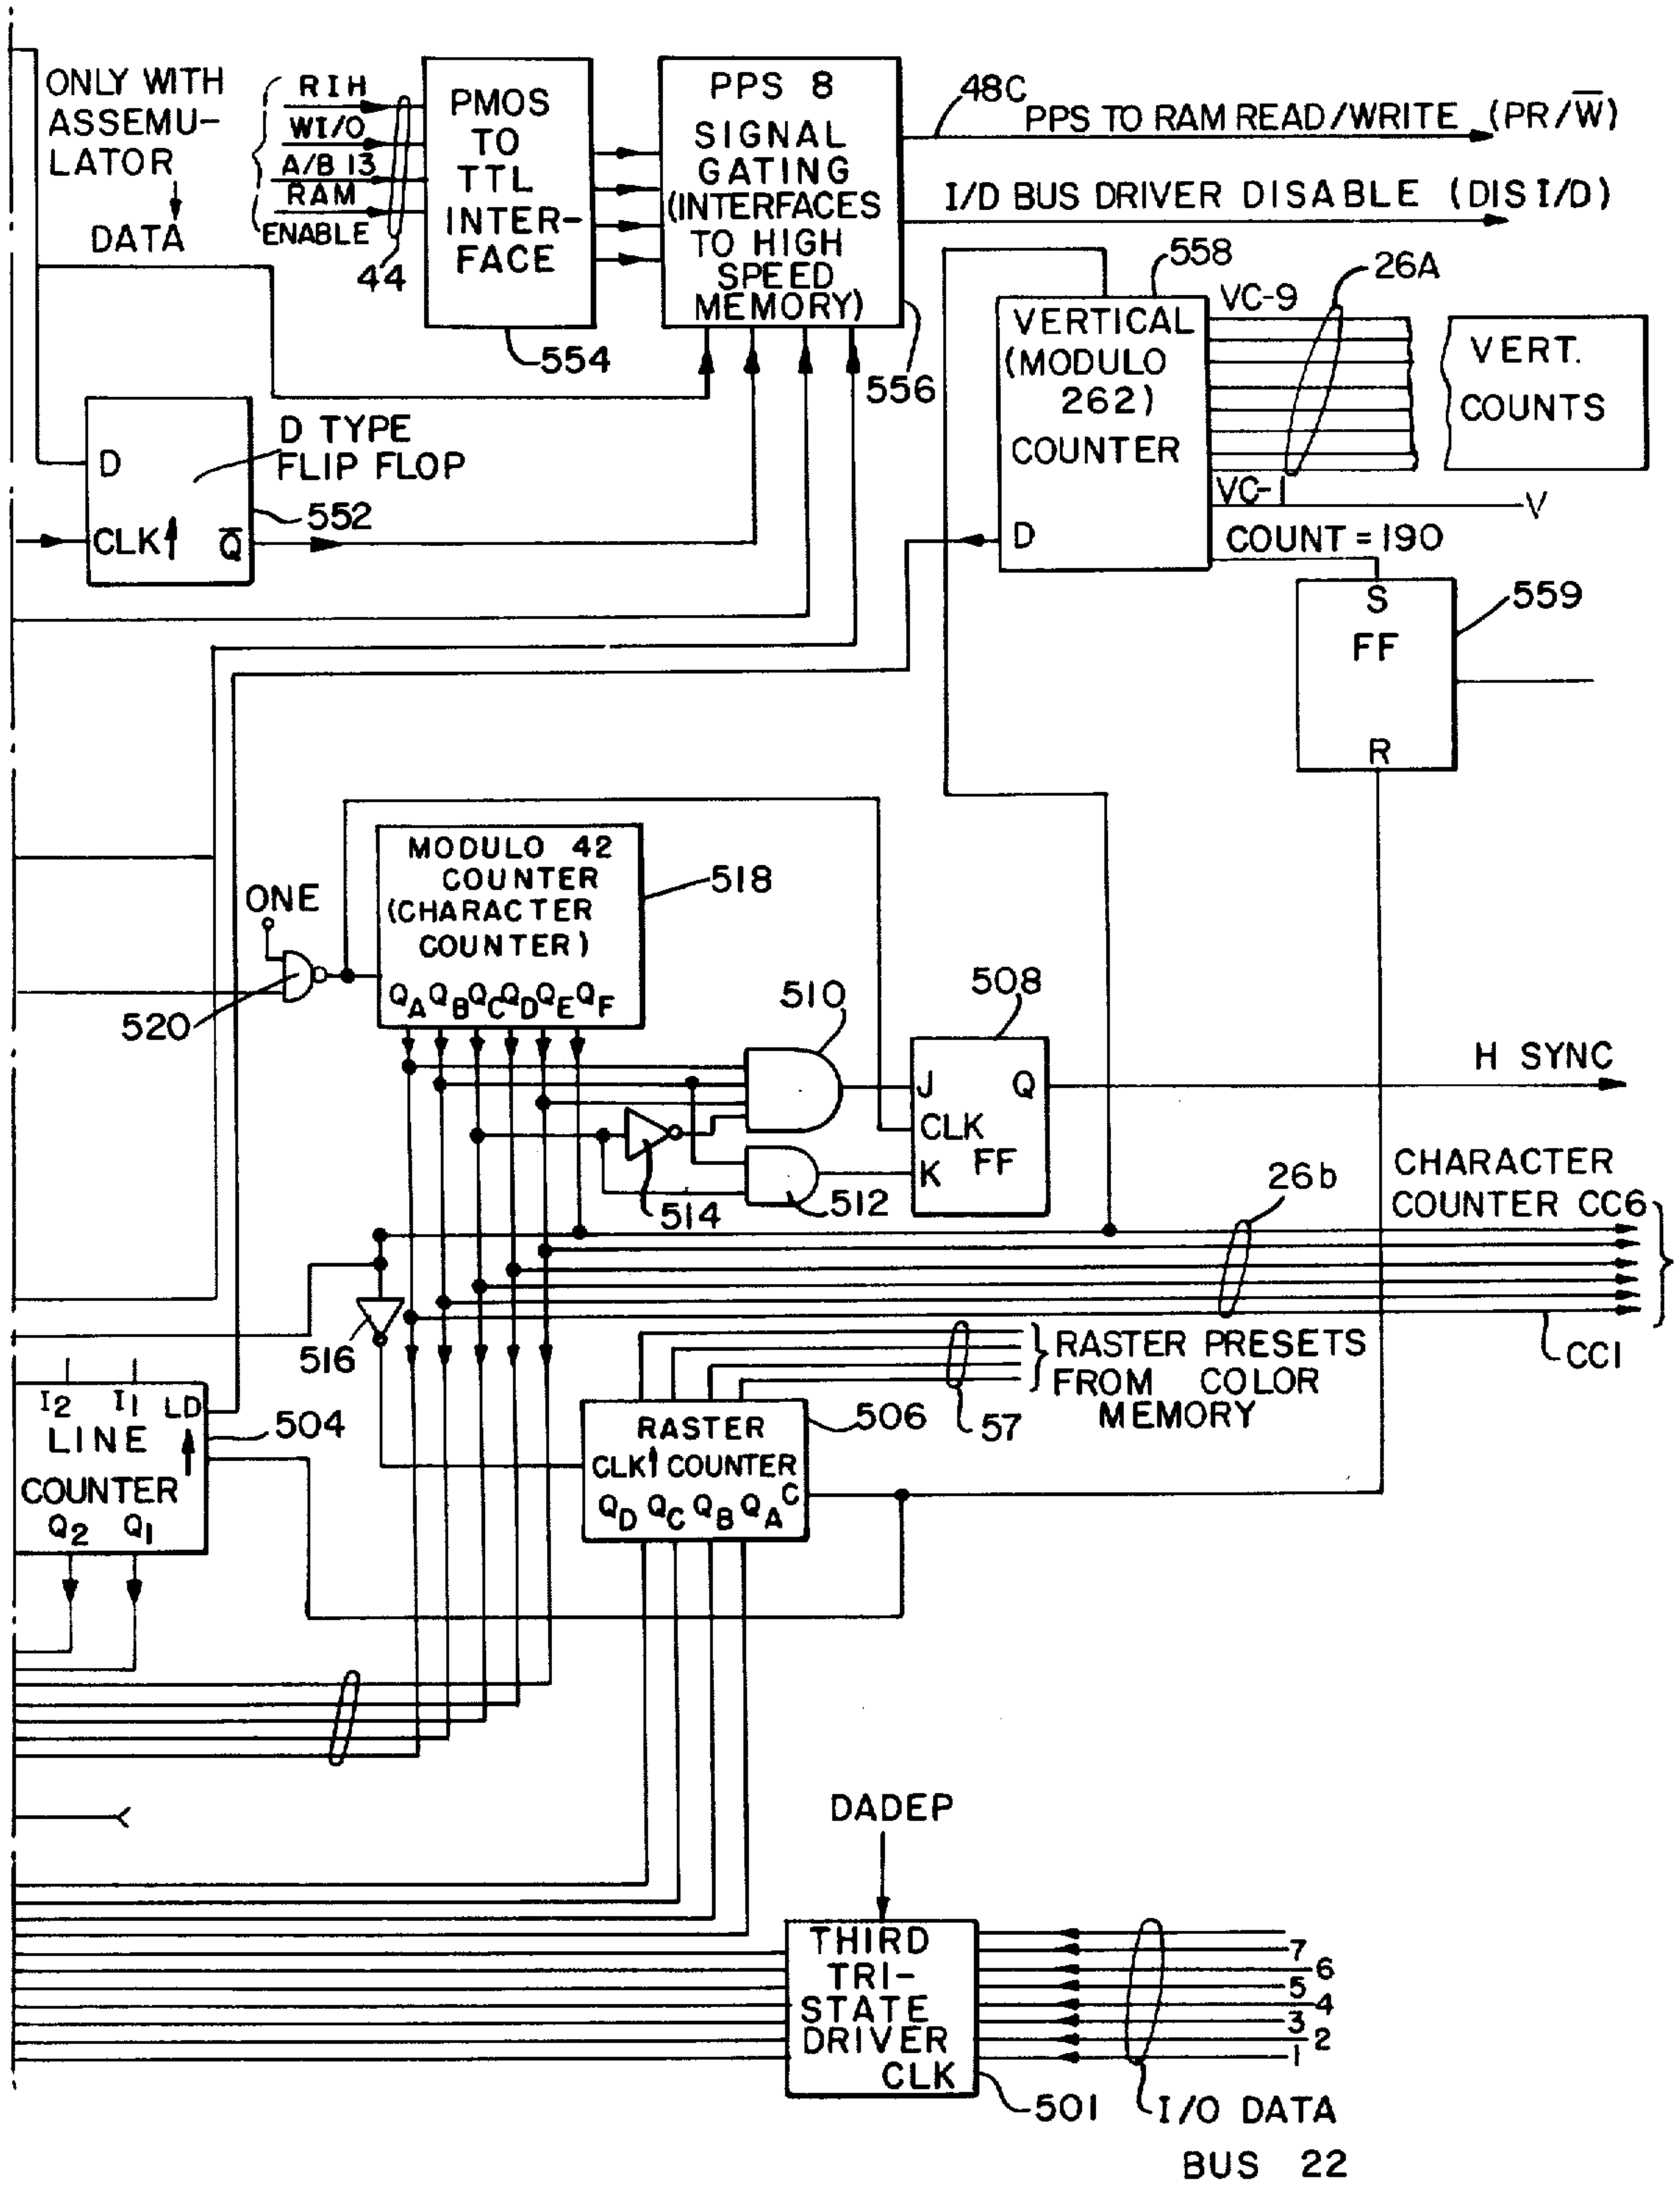 ONLY WITH
ASSEMU-
LATOR
DATA
RIH
WI/O
A/B 13
RAM
ENABLE
44
PMOS
TO
TTL
INTER-
FACE
554
PPS 8
SIGNAL
GATING
(INTERFACES
TO HIGH
SPEED
MEMORY)
556
48C
PPS TO RAM READ/WRITE (PR/W̅)
I/D BUS DRIVER DISABLE (DIS I/D)
558
26A
VC-9
VERTICAL
(MODULO
262)
COUNTER
D
VERT.
COUNTS
VC-1
V
COUNT = 190
D TYPE
FLIP FLOP
D
552
CLK↑ Q̅
S
FF
R
559
MODULO 42
COUNTER
(CHARACTER
COUNTER)
QA QB QC QD QE QF
518
ONE
520
510
508
J Q
CLK
FF
K
H SYNC
514
512
26b
CHARACTER
COUNTER CC6
516
CC1
RASTER PRESETS
FROM COLOR
MEMORY
57
I2 I1 LD
LINE
COUNTER
Q2 Q1
504
RASTER
CLK↑ COUNTER
QD QC QB QA C
506
DADEP
THIRD
TRI-
STATE
DRIVER
CLK
501
7
6
5
4
3
2
1
I/O DATA
BUS 22